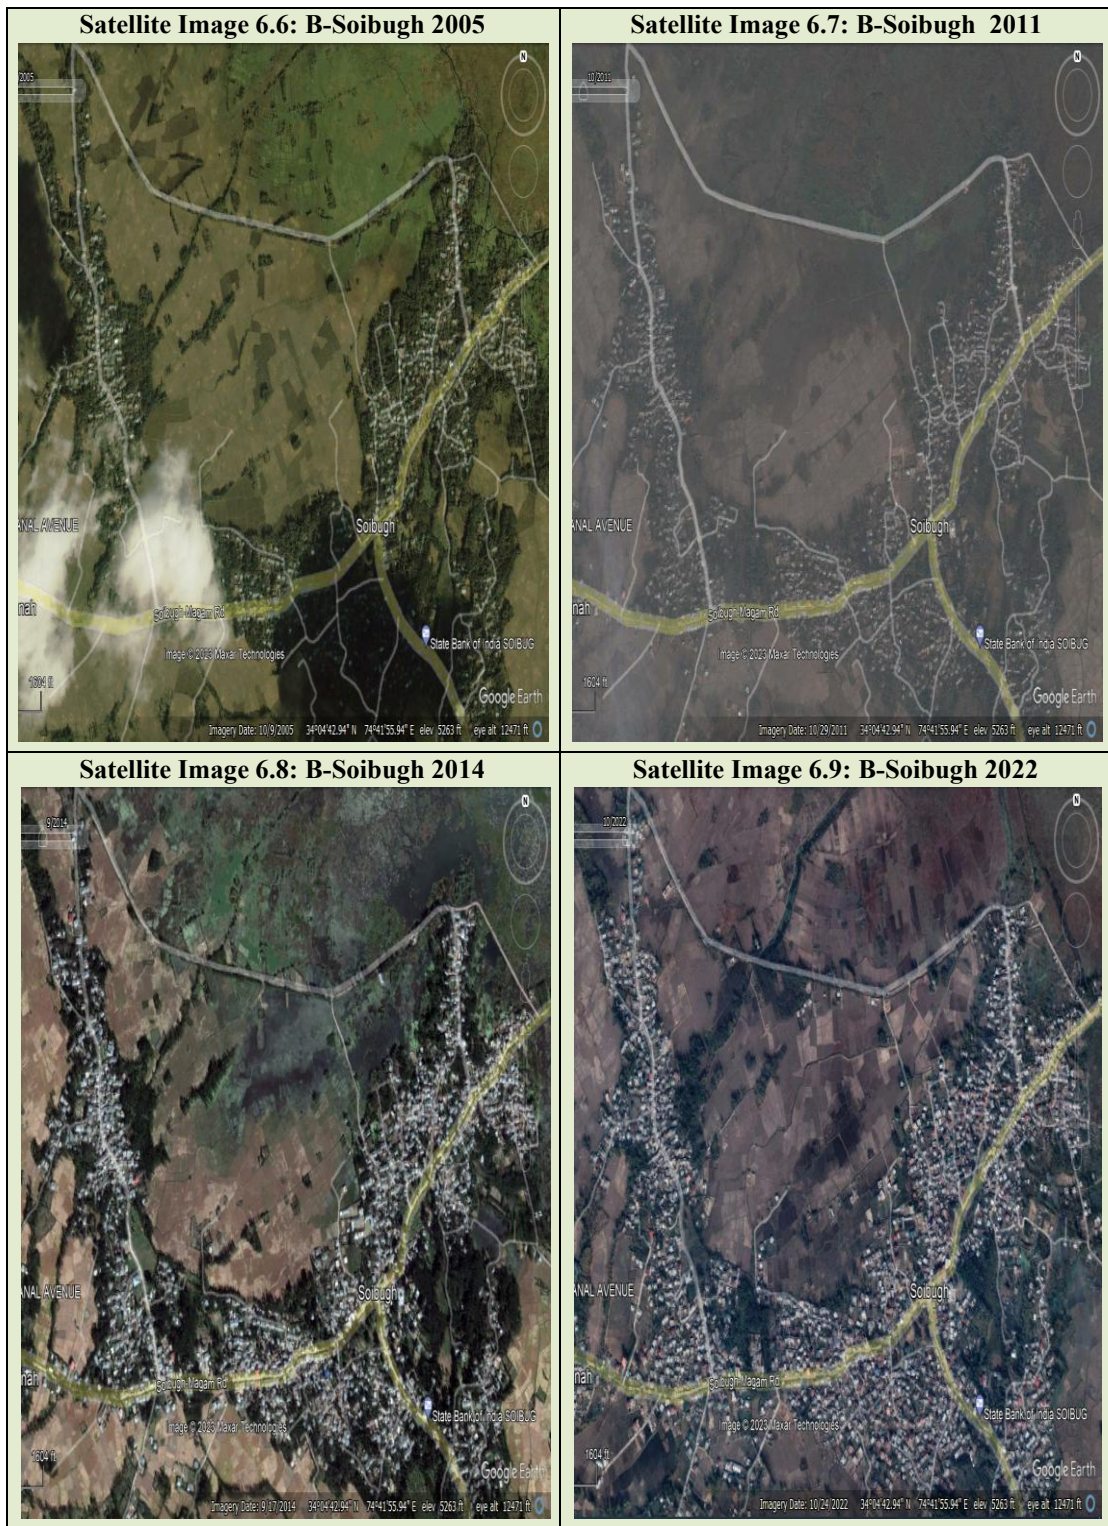 Satellite Image 6.6: B-Soibugh 2005
/2005
N
ANAL AVENUE
Soibugh
nah
Soibugh Magam Rd
State Bank of India SOIBUG
Image © 2023 Maxar Technologies
1604 ft
Google Earth
Imagery Date: 10/9/2005 34°04'42.94" N 74°41'55.94" E elev 5263 ft eye alt 12471 ft
Satellite Image 6.7: B-Soibugh 2011
10/2011
N
ANAL AVENUE
Soibugh
nah
Soibugh Magam Rd
State Bank of India SOIBUG
Image © 2023 Maxar Technologies
1604 ft
Google Earth
Imagery Date: 10/29/2011 34°04'42.94" N 74°41'55.94" E elev 5263 ft eye alt 12471 ft
Satellite Image 6.8: B-Soibugh 2014
9/2014
N
ANAL AVENUE
Soibugh
nah
Soibugh Magam Rd
State Bank of India SOIBUG
Image © 2023 Maxar Technologies
1604 ft
Google Earth
Imagery Date: 9/17/2014 34°04'42.94" N 74°41'55.94" E elev 5263 ft eye alt 12471 ft
Satellite Image 6.9: B-Soibugh 2022
10/2022
N
ANAL AVENUE
Soibugh
nah
Soibugh Magam Rd
State Bank of India SOIBUG
Image © 2023 Maxar Technologies
1604 ft
Google Earth
Imagery Date: 10/24/2022 34°04'42.94" N 74°41'55.94" E elev 5263 ft eye alt 12471 ft